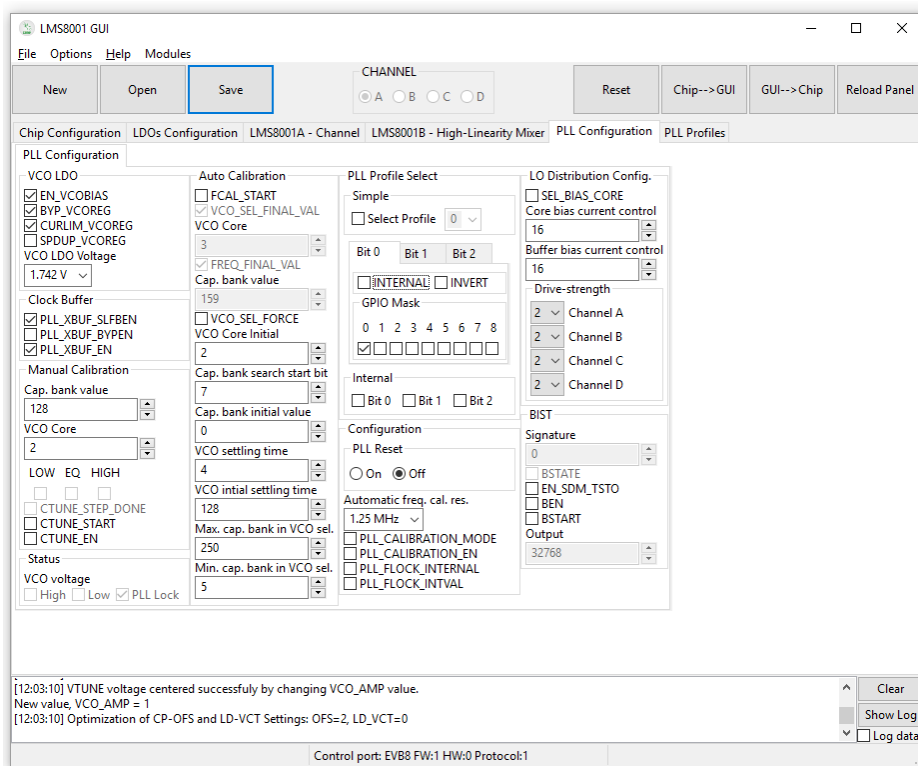 LMS8001 GUI
File Options Help Modules
New Open Save
CHANNEL
A B C D
Reset Chip-->GUI GUI-->Chip Reload Panel
Chip Configuration LDOs Configuration LMS8001A - Channel LMS8001B - High-Linearity Mixer PLL Configuration PLL Profiles
PLL Configuration
VCO LDO
EN_VCOBIAS
BYP_VCOREG
CURLIM_VCOREG
SPDUP_VCOREG
VCO LDO Voltage
1.742 V
Clock Buffer
PLL_XBUF_SLFBEN
PLL_XBUF_BYPEN
PLL_XBUF_EN
Manual Calibration
Cap. bank value
128
VCO Core
2
LOW EQ HIGH
CTUNE_STEP_DONE
CTUNE_START
CTUNE_EN
Status
VCO voltage
High Low PLL Lock
Auto Calibration
FCAL_START
VCO_SEL_FINAL_VAL
VCO Core
3
FREQ_FINAL_VAL
Cap. bank value
159
VCO_SEL_FORCE
VCO Core Initial
2
Cap. bank search start bit
7
Cap. bank initial value
0
VCO settling time
4
VCO intial settling time
128
Max. cap. bank in VCO sel.
250
Min. cap. bank in VCO sel.
5
PLL Profile Select
Simple
Select Profile 0
Bit 0 Bit 1 Bit 2
INTERNAL INVERT
GPIO Mask
0 1 2 3 4 5 6 7 8
Internal
Bit 0 Bit 1 Bit 2
Configuration
PLL Reset
On Off
Automatic freq. cal. res.
1.25 MHz
PLL_CALIBRATION_MODE
PLL_CALIBRATION_EN
PLL_FLOCK_INTERNAL
PLL_FLOCK_INTVAL
LO Distribution Config.
SEL_BIAS_CORE
Core bias current control
16
Buffer bias current control
16
Drive-strength
2 Channel A
2 Channel B
2 Channel C
2 Channel D
BIST
Signature
0
BSTATE
EN_SDM_TSTO
BEN
BSTART
Output
32768
[12:03:10] VTUNE voltage centered successfuly by changing VCO_AMP value.
New value, VCO_AMP = 1
[12:03:10] Optimization of CP-OFS and LD-VCT Settings: OFS=2, LD_VCT=0
Clear
Show Log
Log data
Control port: EVB8 FW:1 HW:0 Protocol:1